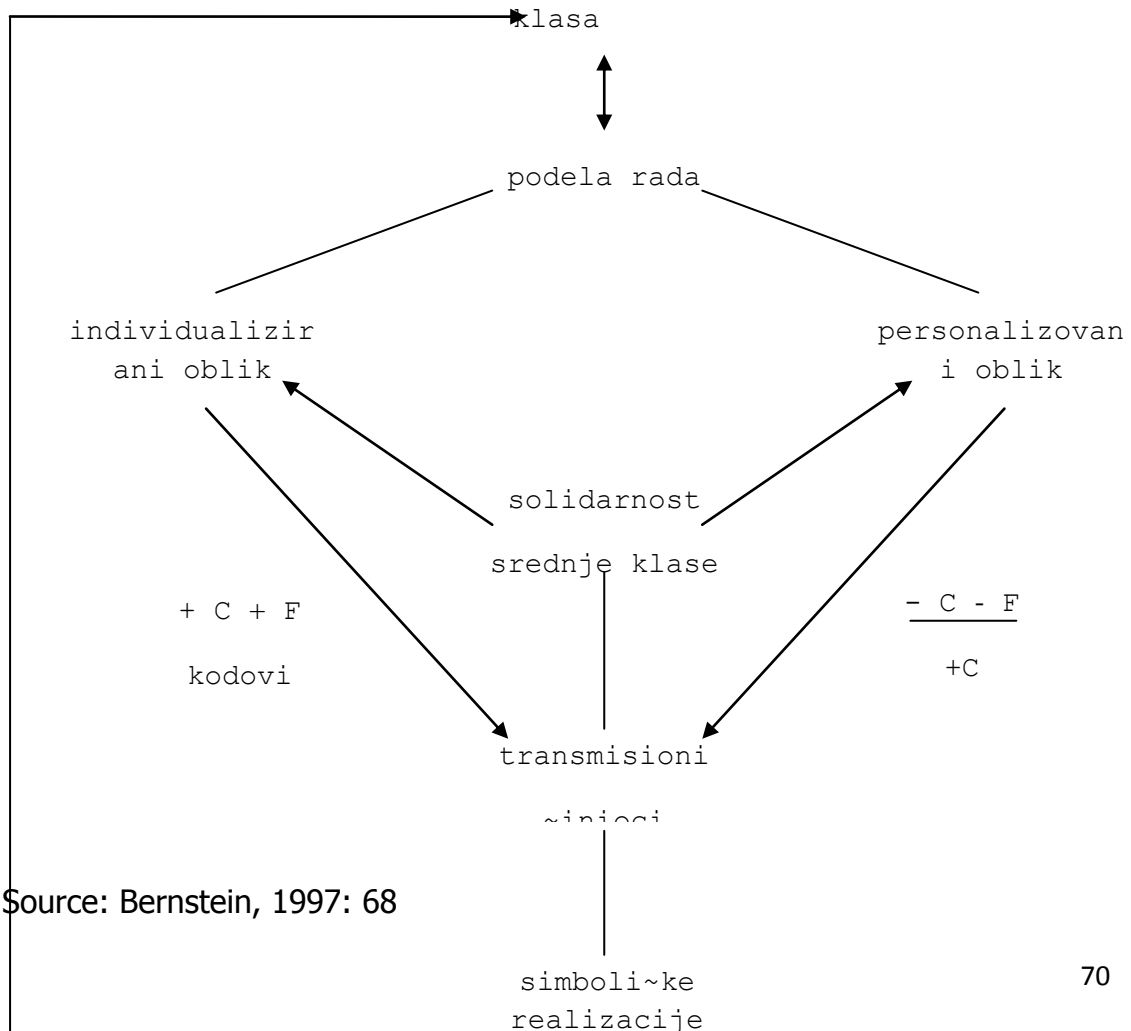 klasa
podela rada
individualizir
ani oblik
personalizovan
i oblik
solidarnost
srednje klase
+ C + F
kodovi
- C - F
+C
transmisioni
Source: Bernstein, 1997: 68
simboli~ke
realizacije
70